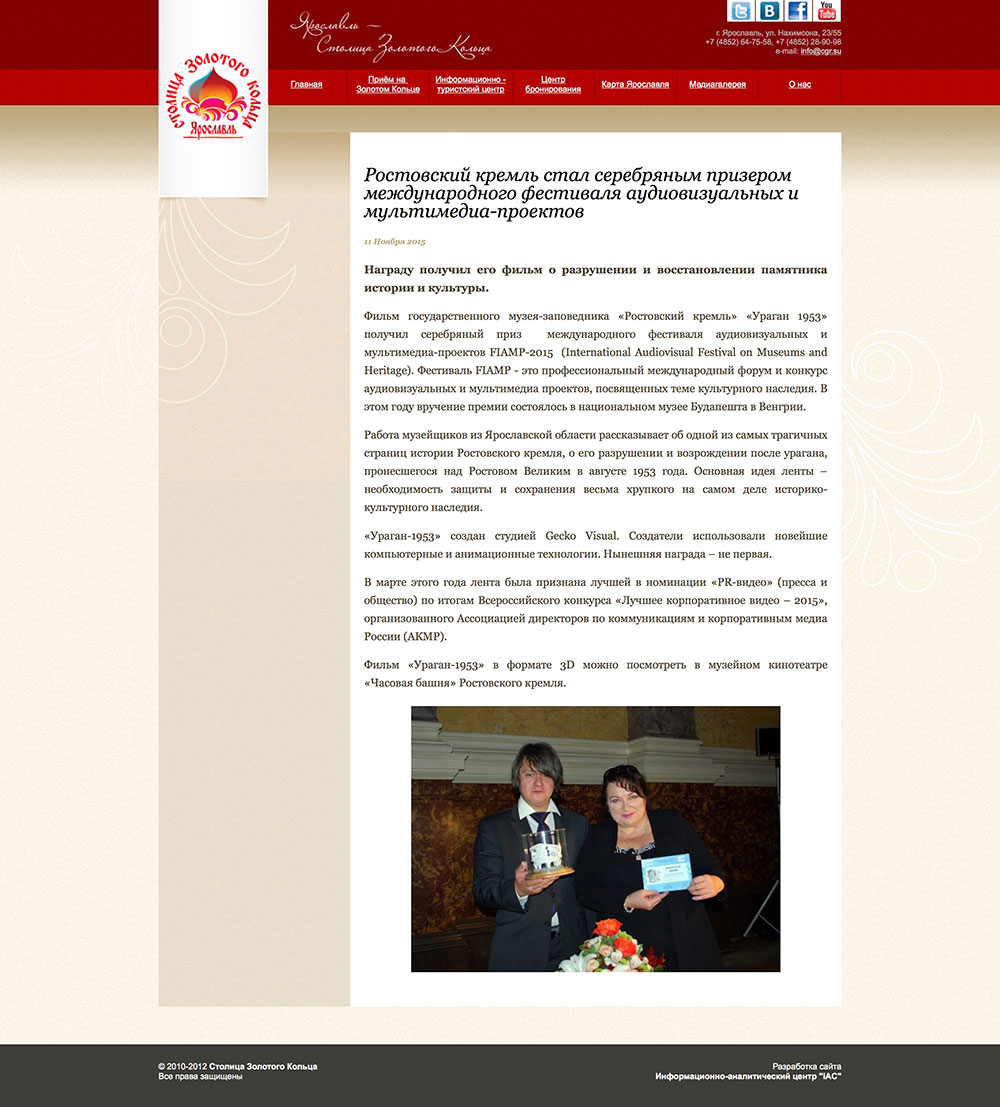 Ярославль —
Столица Золотого Кольца
You
Tube
г. Ярославль, ул. Нахимсона, 23/55
+7 (4852) 64-75-58, +7 (4852) 28-90-98
e-mail: info@cgr.su
СТОЛИЦА ЗОЛОТОГО КОЛЬЦА
Ярославль
Главная
Приём на
Золотом Кольце
Информационно -
туристский центр
Центр
бронирования
Карта Ярославля
Медиагалерея
О нас
Ростовский кремль стал серебряным призером
международного фестиваля аудиовизуальных и
мультимедиа-проектов
11 Ноября 2015
Награду получил его фильм о разрушении и восстановлении памятника
истории и культуры.
Фильм государственного музея-заповедника «Ростовский кремль» «Ураган 1953»
получил серебряный приз международного фестиваля аудиовизуальных и
мультимедиа-проектов FIAMP-2015 (International Audiovisual Festival on Museums and
Heritage). Фестиваль FIAMP - это профессиональный международный форум и конкурс
аудиовизуальных и мультимедиа проектов, посвященных теме культурного наследия. В
этом году вручение премии состоялось в национальном музее Будапешта в Венгрии.
Работа музейщиков из Ярославской области рассказывает об одной из самых трагичных
страниц истории Ростовского кремля, о его разрушении и возрождении после урагана,
пронесшегося над Ростовом Великим в августе 1953 года. Основная идея ленты –
необходимость защиты и сохранения весьма хрупкого на самом деле историко-
культурного наследия.
«Ураган-1953» создан студией Gecko Visual. Создатели использовали новейшие
компьютерные и анимационные технологии. Нынешняя награда – не первая.
В марте этого года лента была признана лучшей в номинации «PR-видео» (пресса и
общество) по итогам Всероссийского конкурса «Лучшее корпоративное видео – 2015»,
организованного Ассоциацией директоров по коммуникациям и корпоративным медиа
России (АКМР).
Фильм «Ураган-1953» в формате 3D можно посмотреть в музейном кинотеатре
«Часовая башня» Ростовского кремля.
© 2010-2012 Столица Золотого Кольца
Все права защищены
Разработка сайта
Информационно-аналитический центр "IAC"